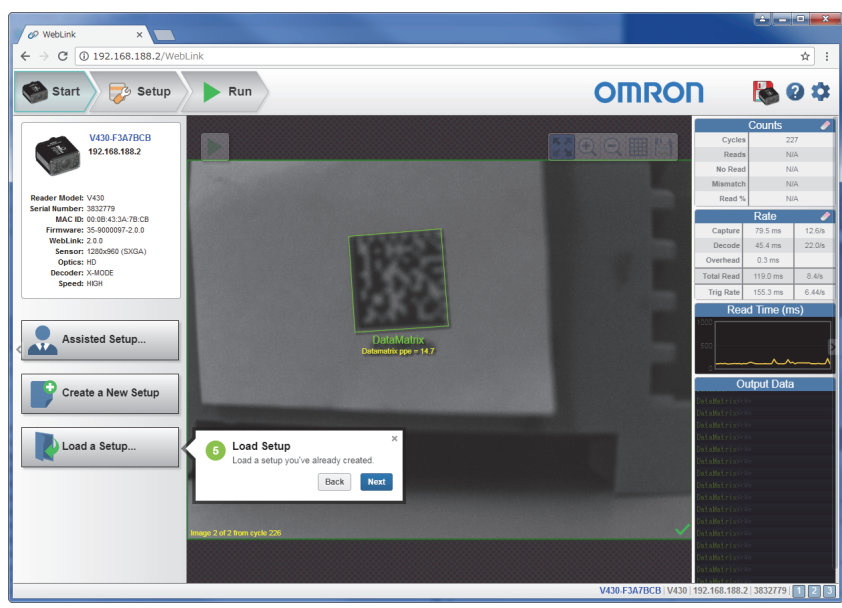 WebLink
192.168.188.2/WebLink
Start
Setup
Run
OMRON
V430-F3A7BCB
192.168.188.2
Reader Model: V430
Serial Number: 3832779
MAC ID: 00:0B:43:3A:7B:CB
Firmware: 35-9000097-2.0.0
WebLink: 2.0.0
Sensor: 1280x960 (SXGA)
Optics: HD
Decoder: X-MODE
Speed: HIGH
Assisted Setup...
Create a New Setup
Load a Setup...
DataMatrix
Datamatrix ppe = 14.7
5 Load Setup
Load a setup you've already created.
Back Next
Image 2 of 2 from cycle 226
Counts
Cycles 227
Reads N/A
No Read N/A
Mismatch N/A
Read % N/A
Rate
Capture 79.5 ms 12.6/s
Decode 45.4 ms 22.0/s
Overhead 0.3 ms
Total Read 119.0 ms 8.4/s
Trig Rate 155.3 ms 6.44/s
Read Time (ms)
1000
500
0
Output Data
V430-F3A7BCB | V430 | 192.168.188.2 | 3832779 | 1 2 3